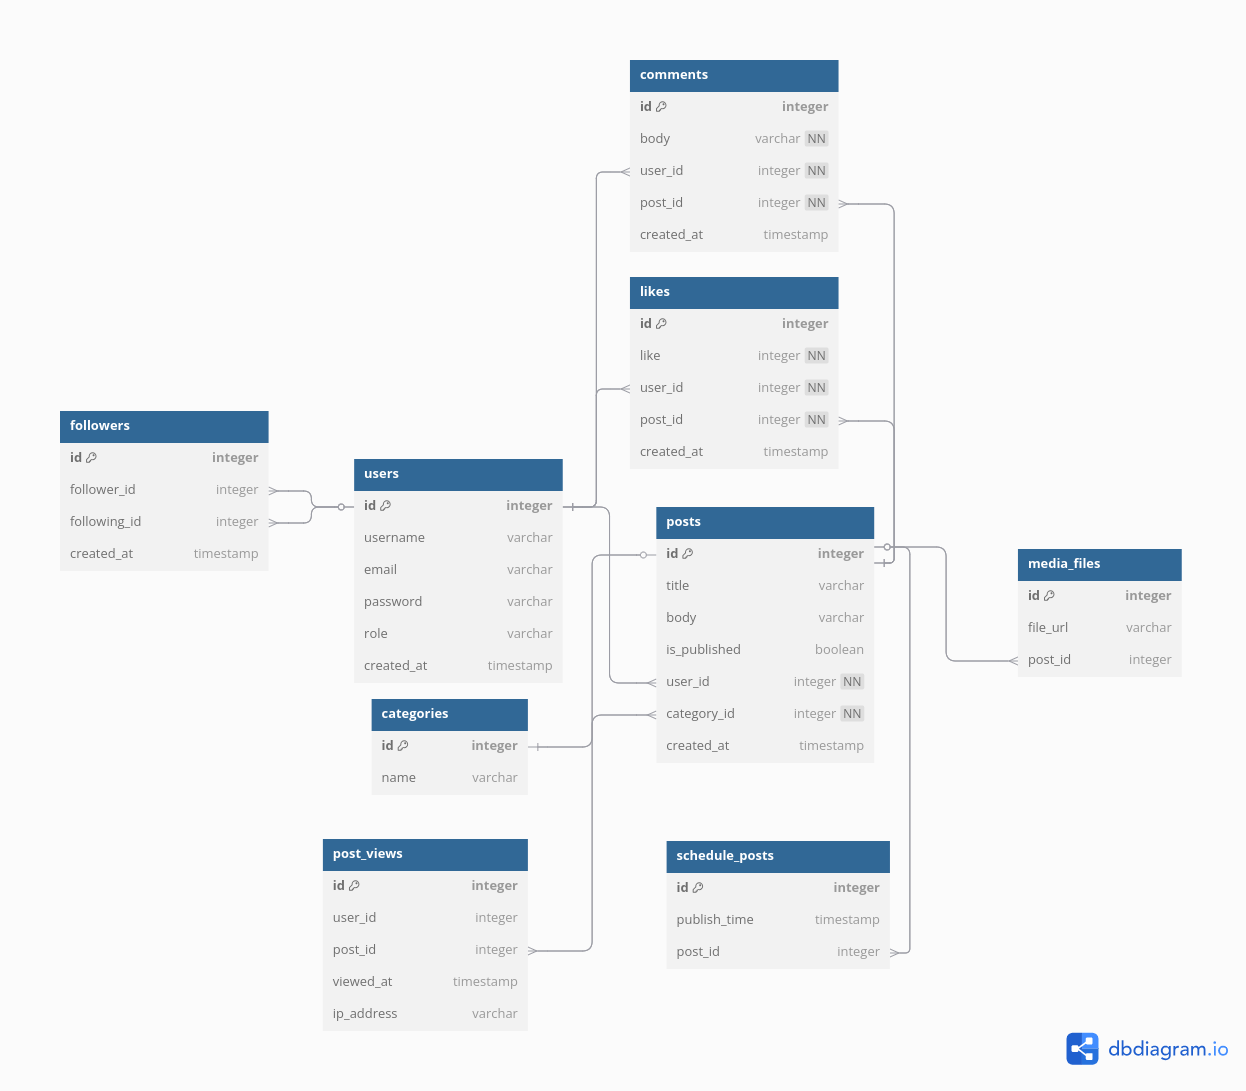 comments
id integer
body varchar NN
user_id integer NN
post_id integer NN
created_at timestamp
likes
id integer
like integer NN
user_id integer NN
post_id integer NN
created_at timestamp
followers
id integer
follower_id integer
following_id integer
created_at timestamp
users
id integer
username varchar
email varchar
password varchar
role varchar
created_at timestamp
posts
id integer
title varchar
body varchar
is_published boolean
user_id integer NN
category_id integer NN
created_at timestamp
media_files
id integer
file_url varchar
post_id integer
categories
id integer
name varchar
post_views
id integer
user_id integer
post_id integer
viewed_at timestamp
ip_address varchar
schedule_posts
id integer
publish_time timestamp
post_id integer
dbdiagram.io